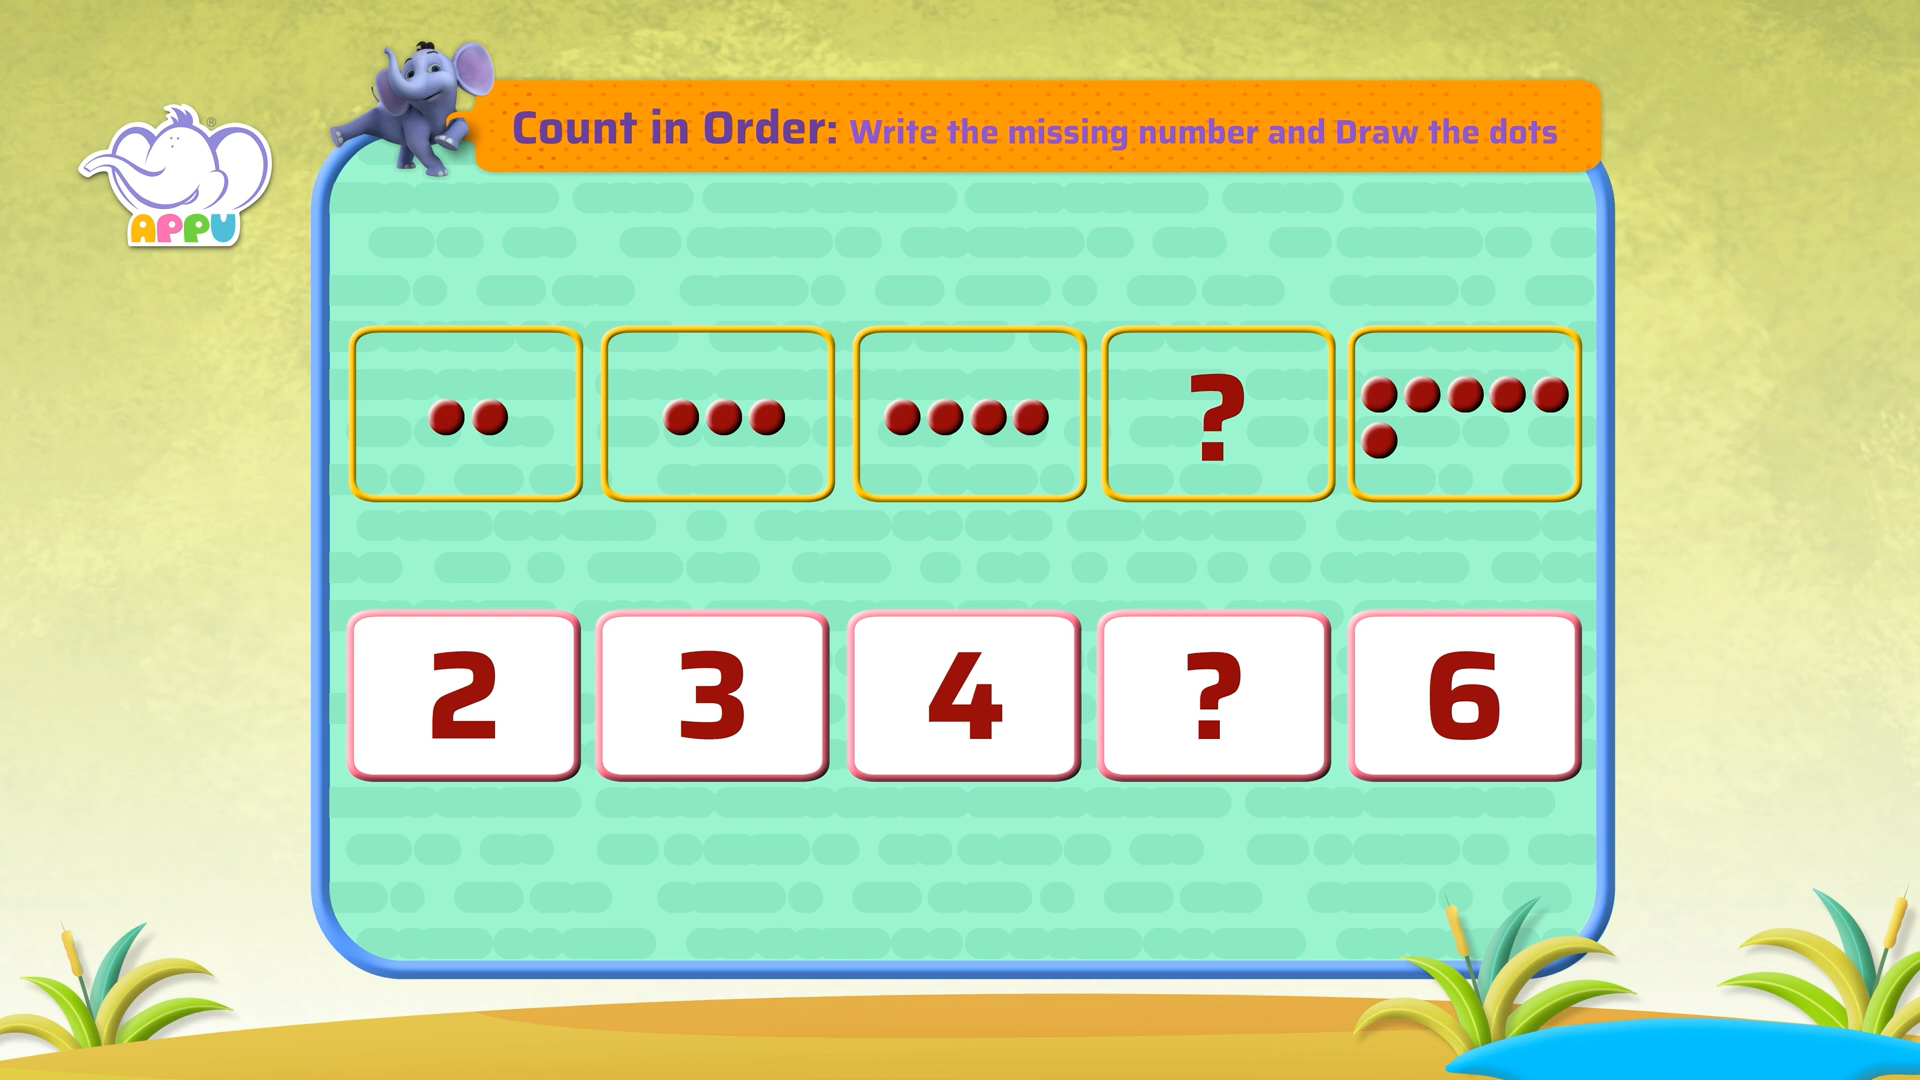 Count in Order: Write the missing number and Draw the dots
®
APPU
?
2 3 4 ? 6